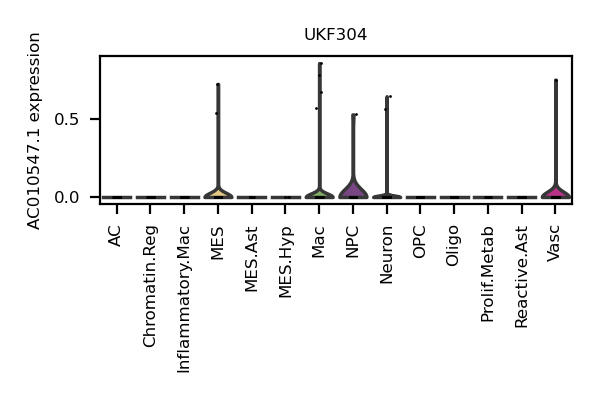 UKF304
AC010547.1 expression
0.5
0.0
AC
Chromatin.Reg
Inflammatory.Mac
MES
MES.Ast
MES.Hyp
Mac
NPC
Neuron
OPC
Oligo
Prolif.Metab
Reactive.Ast
Vasc